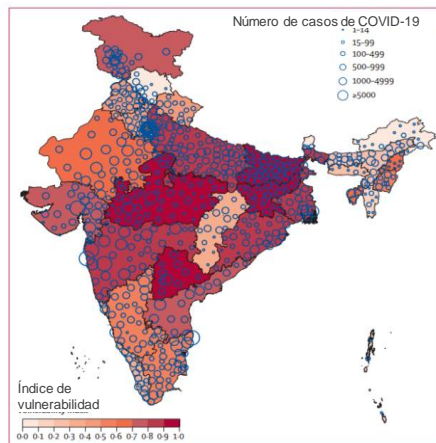 Número de casos de COVID-19
1–14
15–99
100–499
500–999
1000–4999
≥5000
Índice de
vulnerabilidad
0·0 0·1 0·2 0·3 0·4 0·5 0·6 0·7 0·8 0·9 1·0